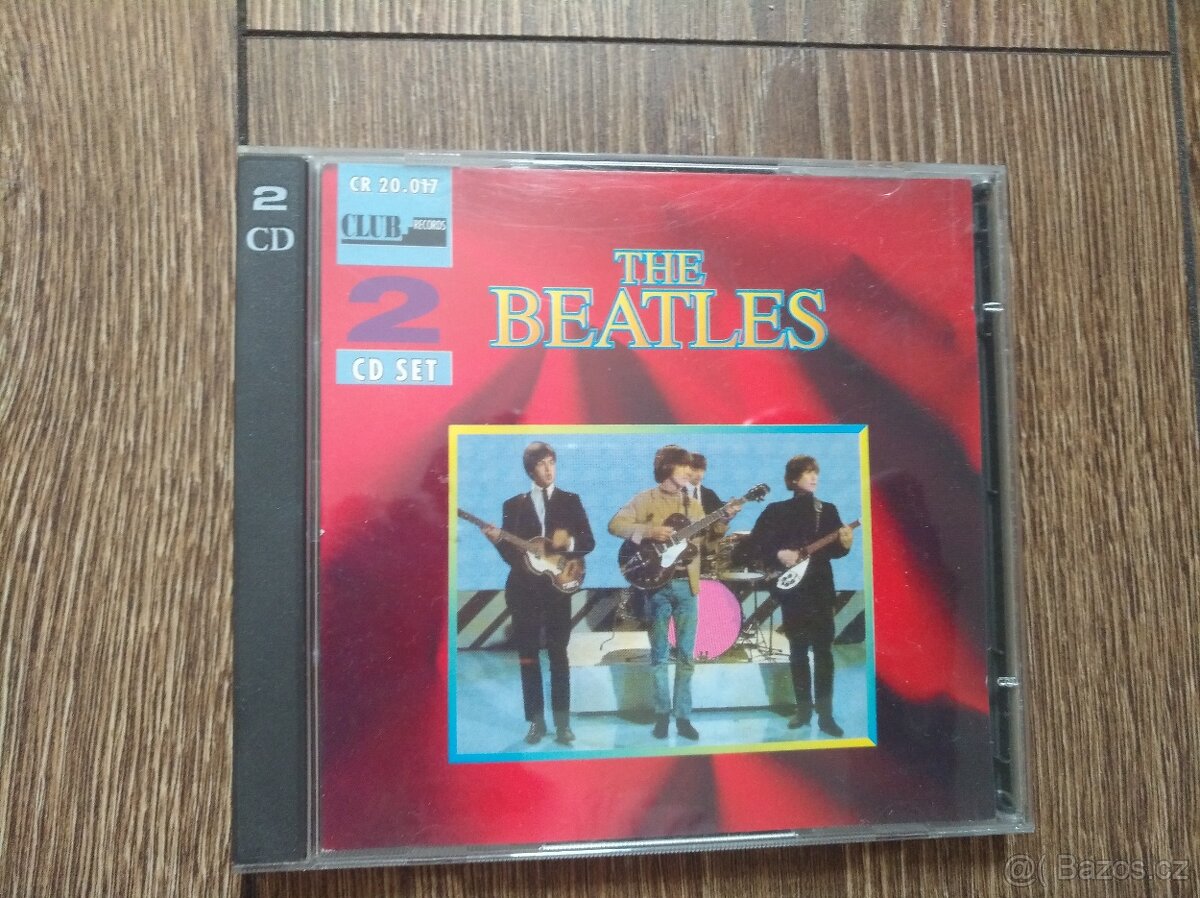 2
CD
CR 20.017
CLUB RECORDS
2
CD SET
THE
BEATLES
@( Bazos.cz